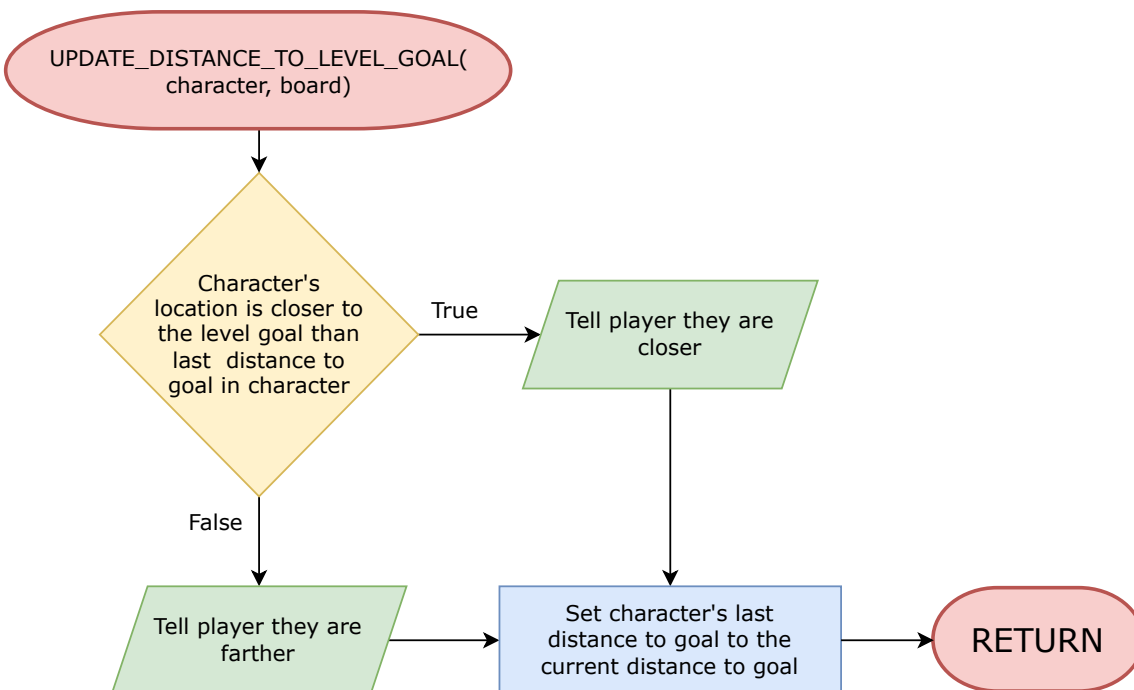 UPDATE_DISTANCE_TO_LEVEL_GOAL(
character, board)
Character's
location is closer to
the level goal than
last  distance to
goal in character
True
Tell player they are
closer
False
Tell player they are
farther
Set character's last
distance to goal to the
current distance to goal
RETURN